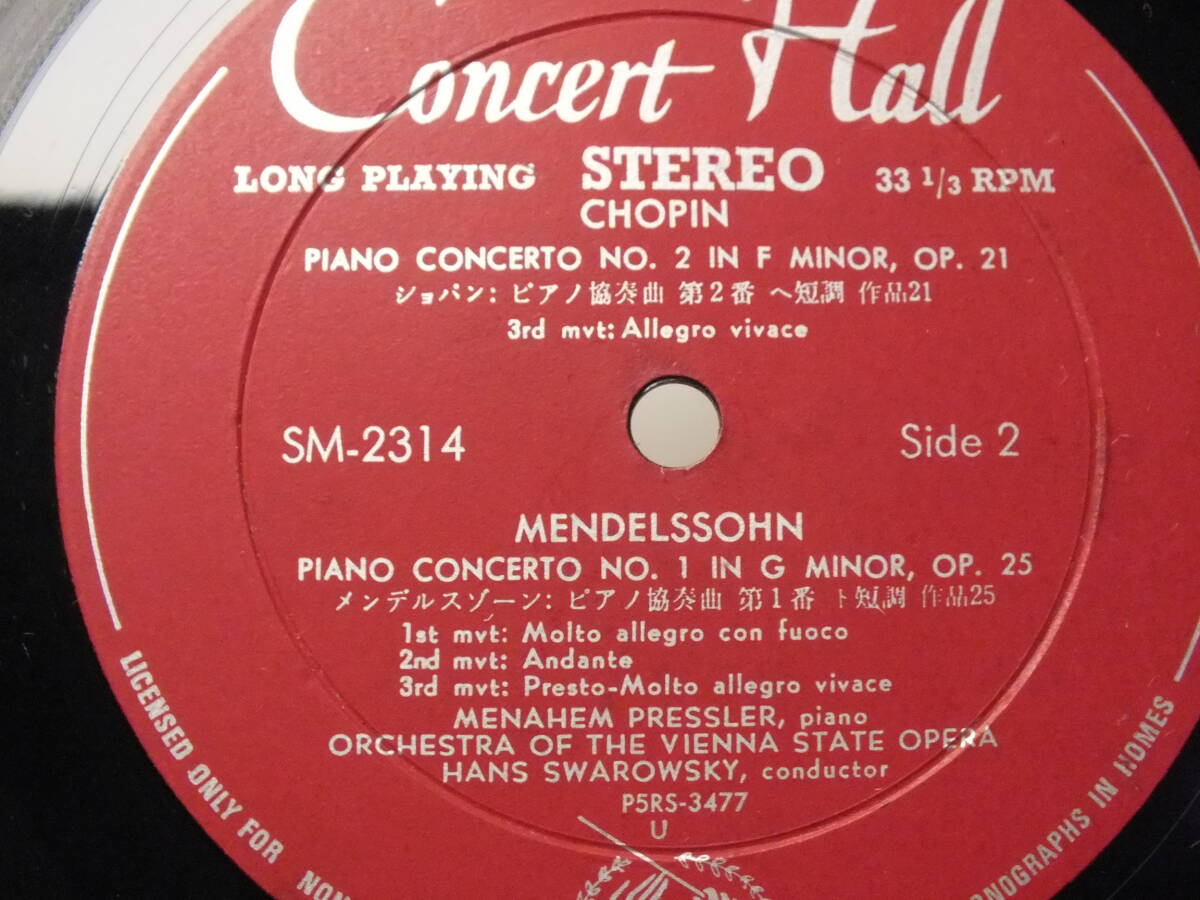 Concert Hall
LONG PLAYING STEREO 33 1/3 RPM
CHOPIN
PIANO CONCERTO NO. 2 IN F MINOR, OP. 21
ショパン: ピアノ協奏曲 第2番 ヘ短調 作品21
3rd mvt: Allegro vivace
SM-2314 Side 2
MENDELSSOHN
PIANO CONCERTO NO. 1 IN G MINOR, OP. 25
メンデルスゾーン: ピアノ協奏曲 第1番 ト短調 作品25
1st mvt: Molto allegro con fuoco
2nd mvt: Andante
3rd mvt: Presto-Molto allegro vivace
MENAHEM PRESSLER, piano
ORCHESTRA OF THE VIENNA STATE OPERA
HANS SWAROWSKY, conductor
P5RS-3477
U
LICENSED ONLY FOR NON
ONOGRAPHS IN HOMES